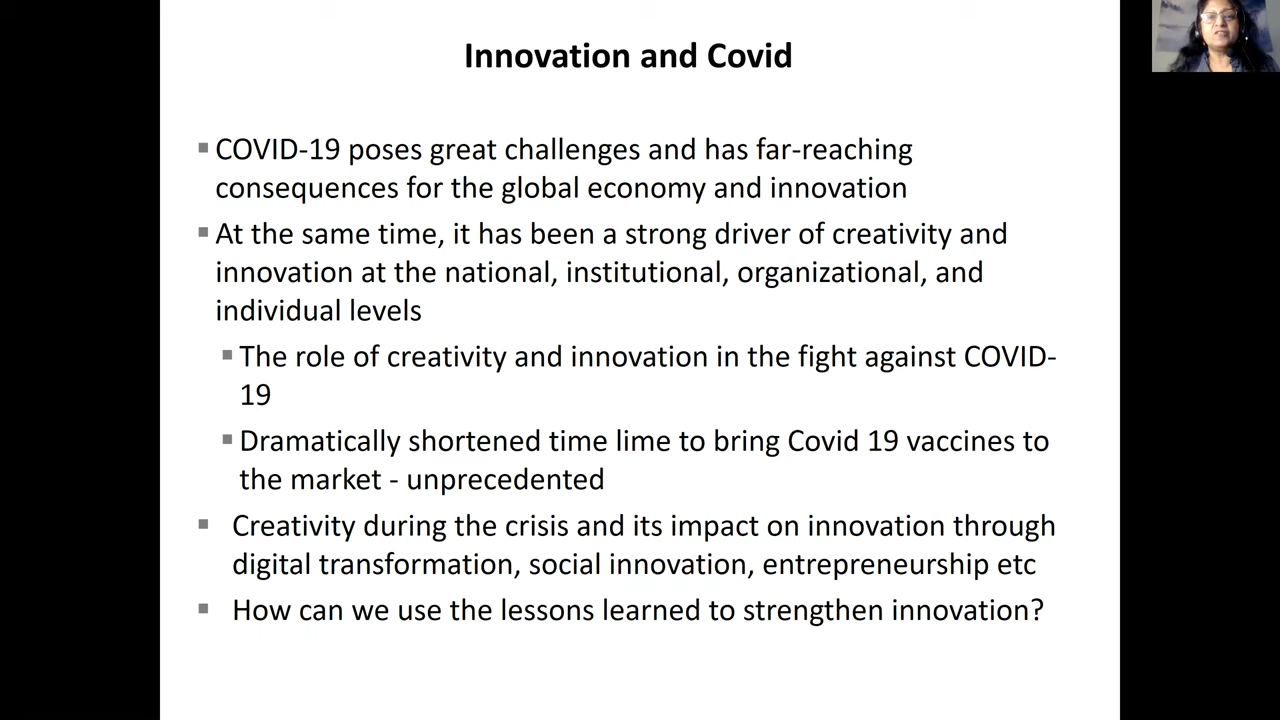 Innovation and Covid
COVID-19 poses great challenges and has far-reaching
consequences for the global economy and innovation
At the same time, it has been a strong driver of creativity and
innovation at the national, institutional, organizational, and
individual levels
The role of creativity and innovation in the fight against COVID-
19
Dramatically shortened time lime to bring Covid 19 vaccines to
the market - unprecedented
Creativity during the crisis and its impact on innovation through
digital transformation, social innovation, entrepreneurship etc
How can we use the lessons learned to strengthen innovation?